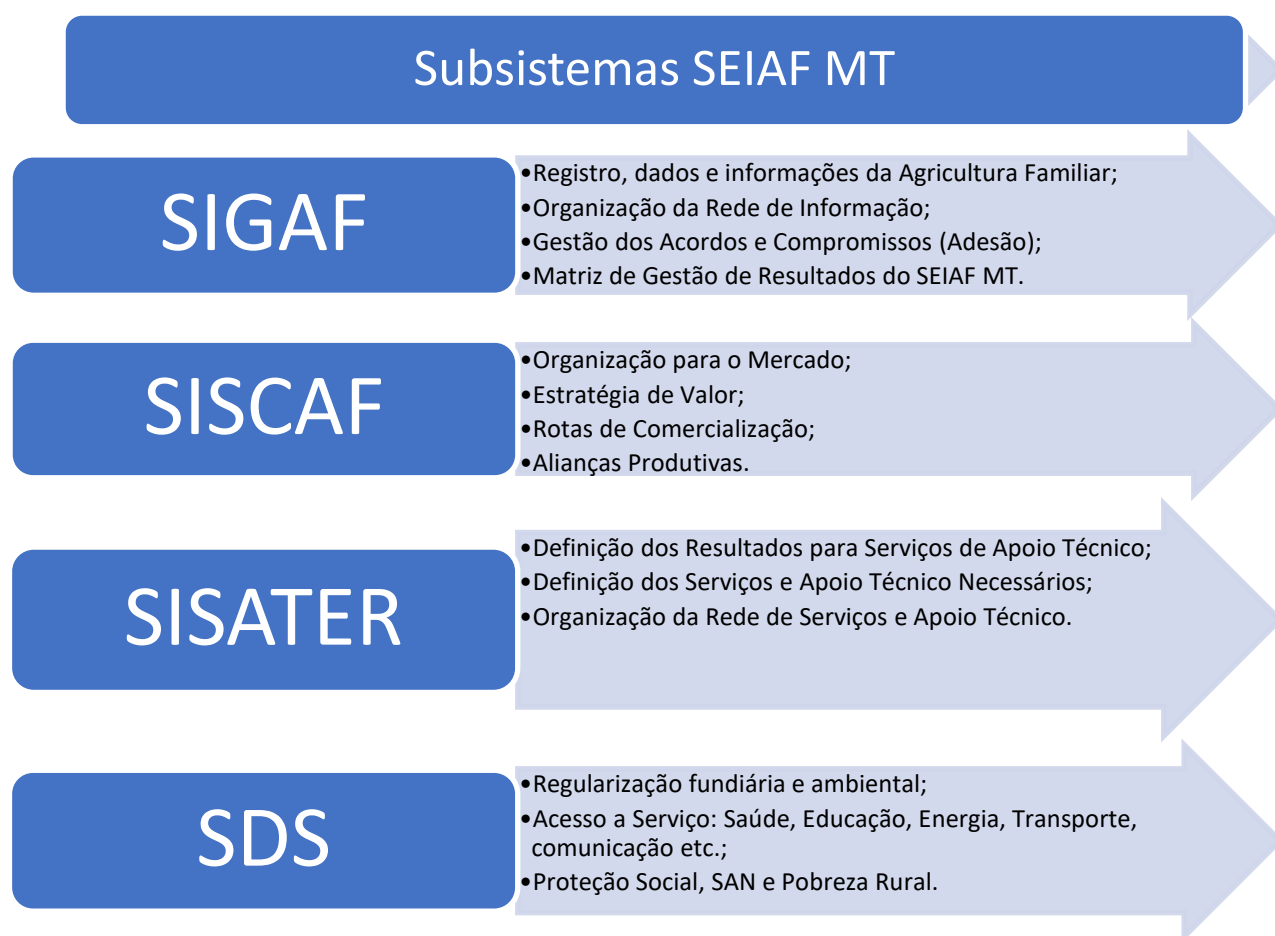 Subsistemas SEIAF MT
SIGAF
•Registro, dados e informações da Agricultura Familiar;
•Organização da Rede de Informação;
•Gestão dos Acordos e Compromissos (Adesão);
•Matriz de Gestão de Resultados do SEIAF MT.
SISCAF
•Organização para o Mercado;
•Estratégia de Valor;
•Rotas de Comercialização;
•Alianças Produtivas.
SISATER
•Definição dos Resultados para Serviços de Apoio Técnico;
•Definição dos Serviços e Apoio Técnico Necessários;
•Organização da Rede de Serviços e Apoio Técnico.
SDS
•Regularização fundiária e ambiental;
•Acesso a Serviço: Saúde, Educação, Energia, Transporte,
comunicação etc.;
•Proteção Social, SAN e Pobreza Rural.